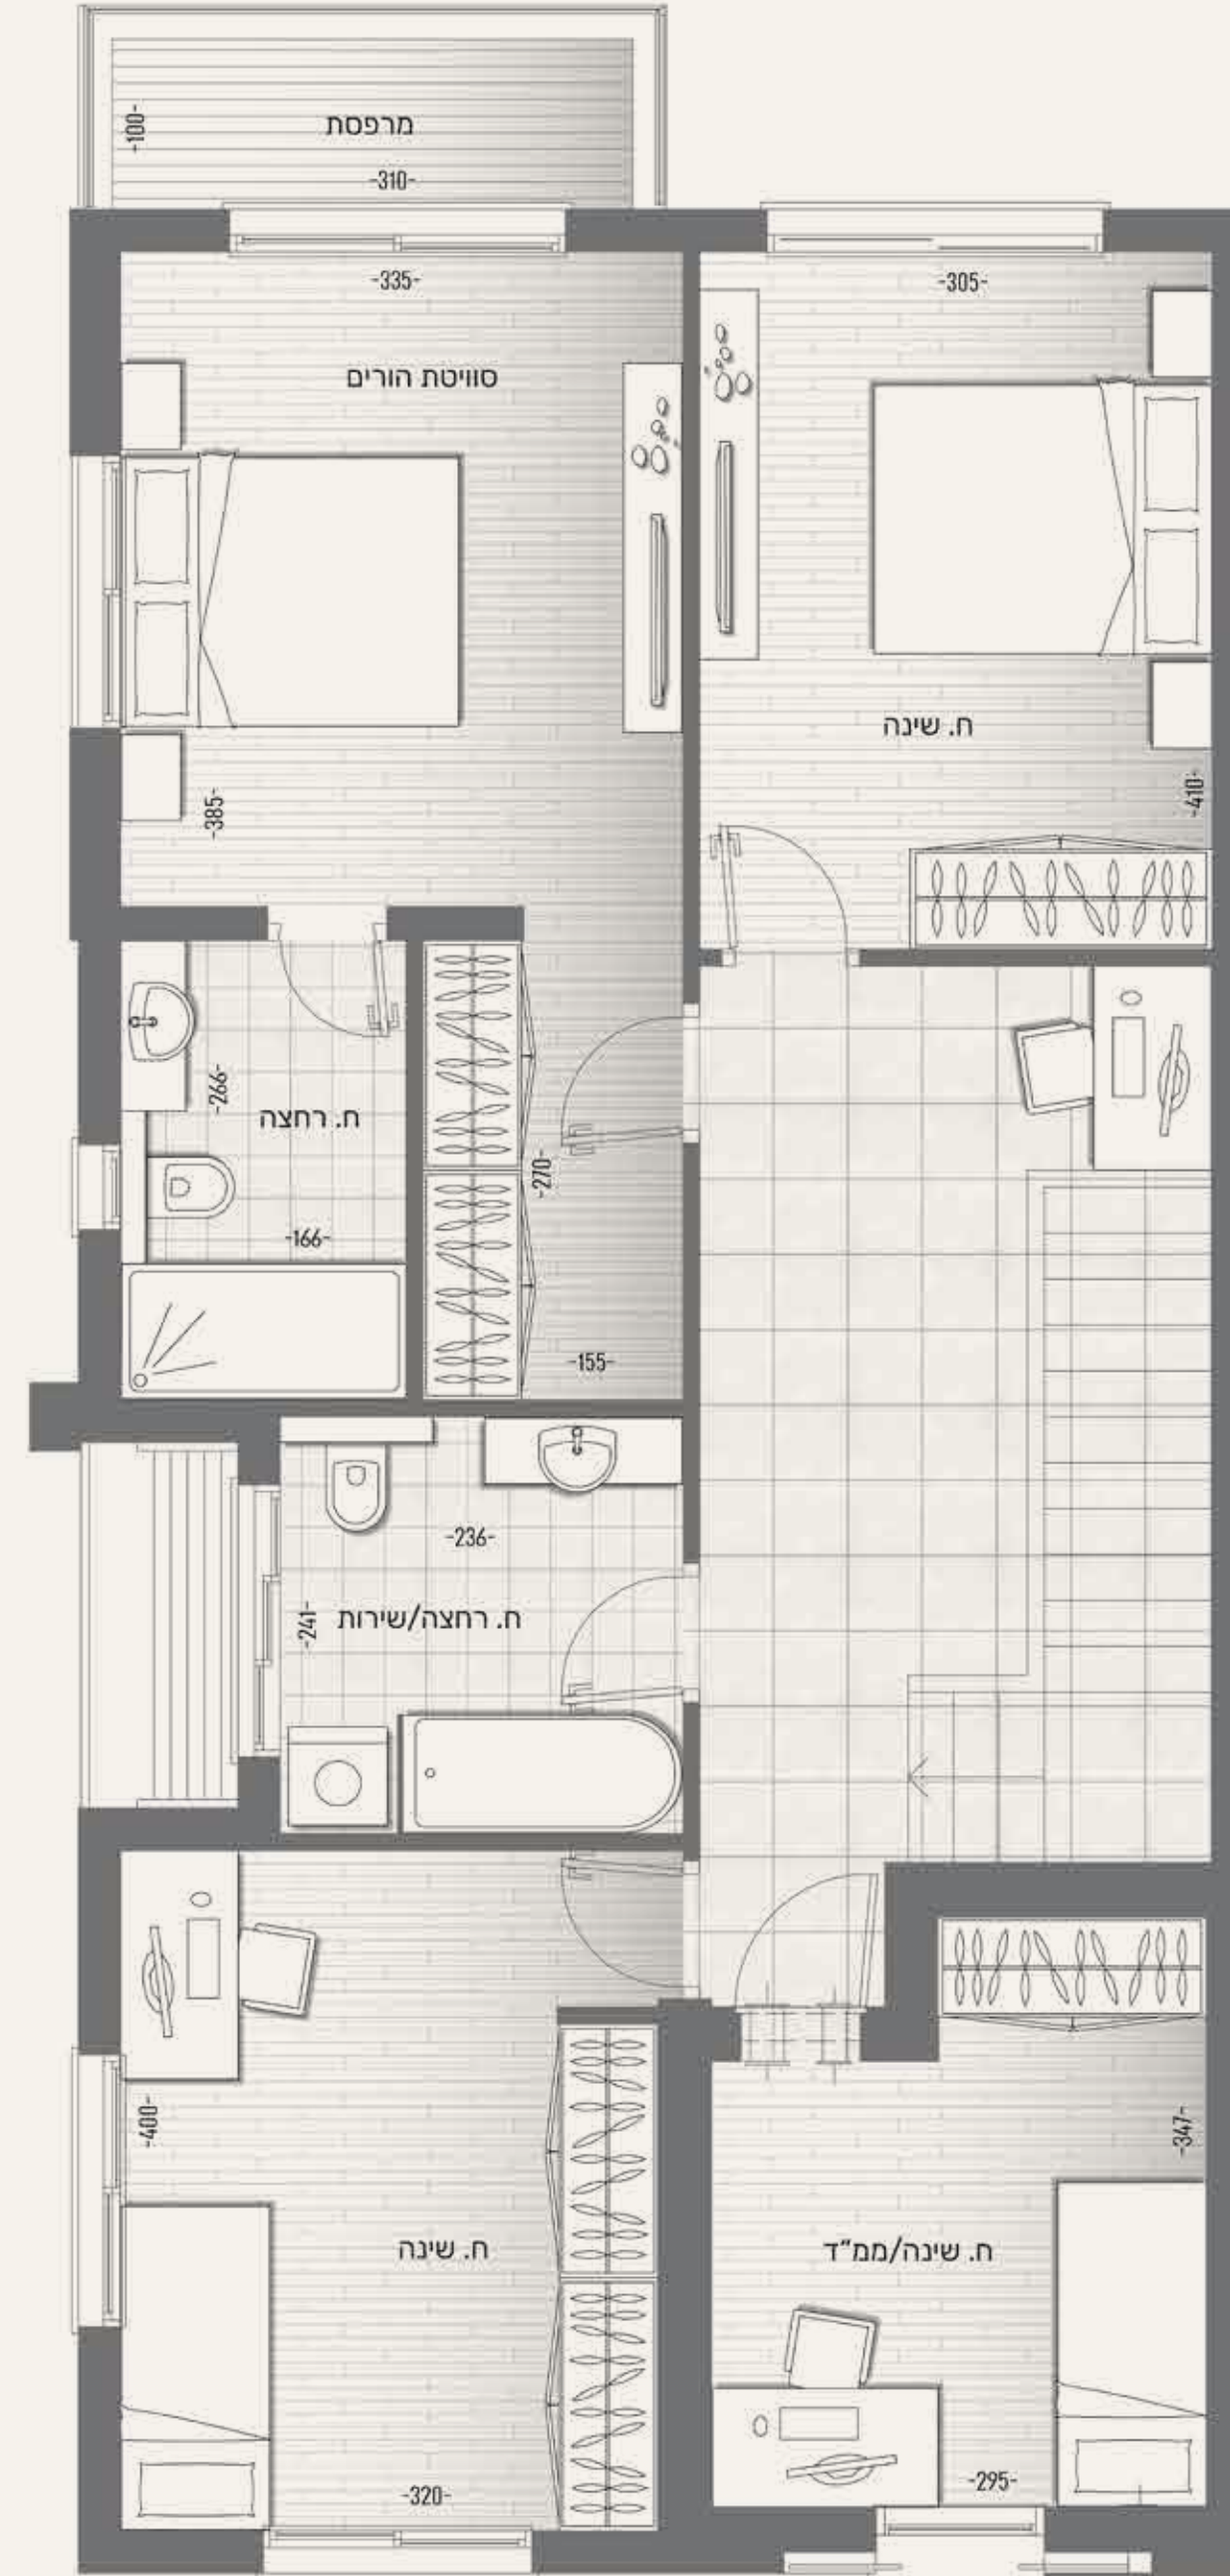 מרפסת
-100-
-310-
-335-
-305-
סוויטת הורים
ח. שינה
-385-
-410-
-266-
ח. רחצה
-270-
-166-
-155-
-236-
-241-
ח. רחצה/שירות
-400-
-347-
ח. שינה
ח. שינה/ממ״ד
-320-
-295-